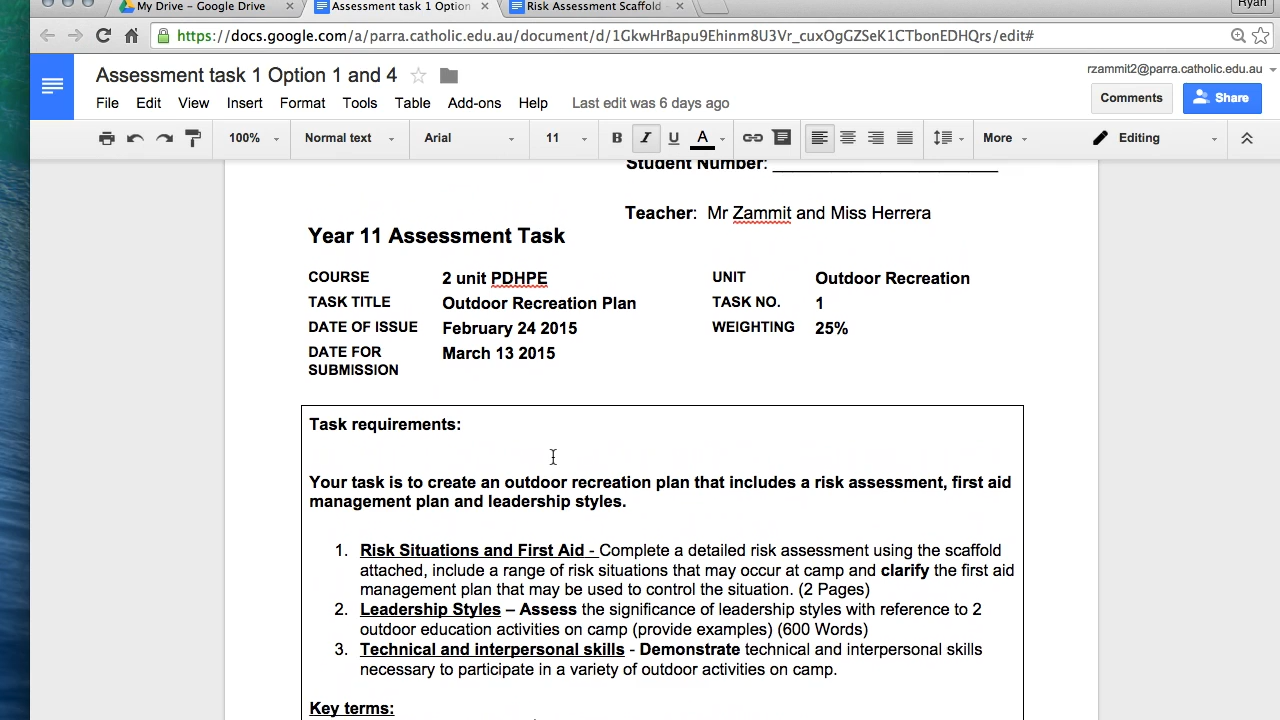 Ryan
My Drive – Google Drive
Assessment task 1 Option
Risk Assessment Scaffold
https://docs.google.com/a/parra.catholic.edu.au/document/d/1GkwHrBapu9Ehinm8U3Vr_cuxOgGZSeK1CTbonEDHQrs/edit#
Assessment task 1 Option 1 and 4
rzammit2@parra.catholic.edu.au
File Edit View Insert Format Tools Table Add-ons Help Last edit was 6 days ago
Comments
Share
100% Normal text Arial 11 B I U A More Editing
Student Number: _________________________
Teacher: Mr Zammit and Miss Herrera
Year 11 Assessment Task
COURSE 2 unit PDHPE UNIT Outdoor Recreation
TASK TITLE Outdoor Recreation Plan TASK NO. 1
DATE OF ISSUE February 24 2015 WEIGHTING 25%
DATE FOR March 13 2015
SUBMISSION
Task requirements:
Your task is to create an outdoor recreation plan that includes a risk assessment, first aid
management plan and leadership styles.
1. Risk Situations and First Aid - Complete a detailed risk assessment using the scaffold
attached, include a range of risk situations that may occur at camp and clarify the first aid
management plan that may be used to control the situation. (2 Pages)
2. Leadership Styles – Assess the significance of leadership styles with reference to 2
outdoor education activities on camp (provide examples) (600 Words)
3. Technical and interpersonal skills - Demonstrate technical and interpersonal skills
necessary to participate in a variety of outdoor activities on camp.
Key terms: